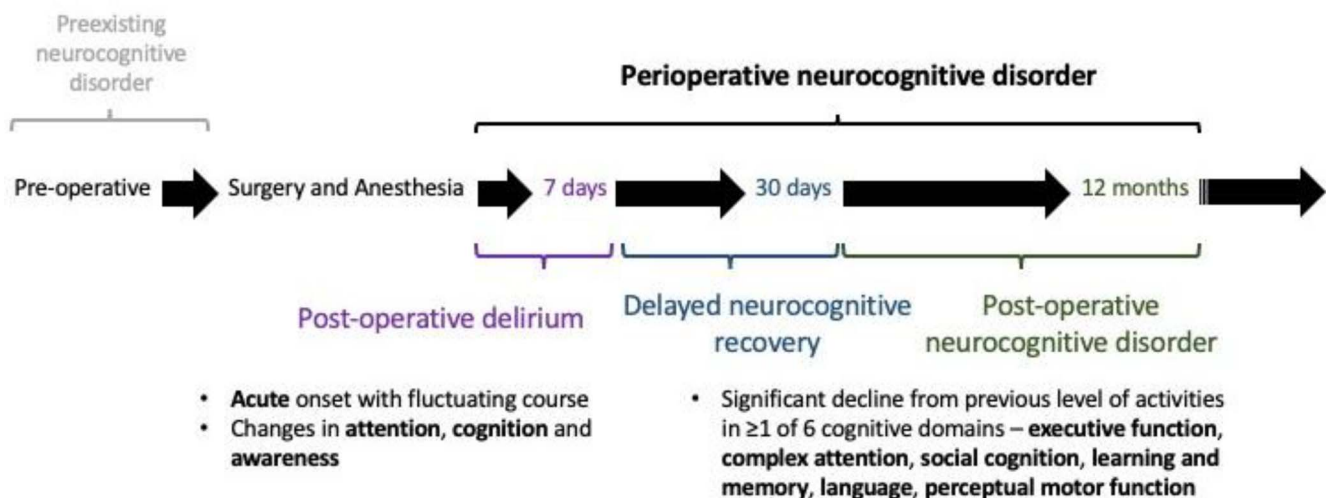 Preexisting
neurocognitive
disorder
Perioperative neurocognitive disorder
Pre-operative
Surgery and Anesthesia
7 days
30 days
12 months
Post-operative delirium
Delayed neurocognitive
recovery
Post-operative
neurocognitive disorder
• Acute onset with fluctuating course
• Changes in attention, cognition and
awareness
• Significant decline from previous level of activities
in ≥1 of 6 cognitive domains – executive function,
complex attention, social cognition, learning and
memory, language, perceptual motor function